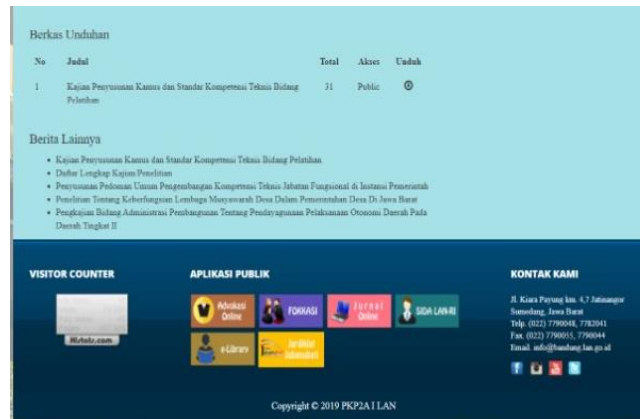 Berkas Unduhan
No Judul Total Akses Unduh
1 Kajian Penyusunan Kamus dan Standar Kompetensi Teknis Bidang 31 Public
Pelatihan
Berita Lainnya
Kajian Penyusunan Kamus dan Standar Kompetensi Teknis Bidang Pelatihan
Daftar Lengkap Kajian Penelitian
Penyusunan Pedoman Umum Pengembangan Kompetensi Teknis Jabatan Fungsional di Instansi Pemerintah
Penelitian Tentang Keberfungsian Lembaga Musyawarah Desa Dalam Pemerintahan Desa Di Jawa Barat
Pengkajian Bidang Administrasi Pembangunan Tentang Pendayagunaan Pelaksanaan Otonomi Daerah Pada
Daerah Tingkat II
VISITOR COUNTER APLIKASI PUBLIK KONTAK KAMI
Histats.com
Advokasi
Online
FOKKASI
Jurnal
Online
SIDA LAN-RI
e-Library
Jl. Kiara Payung km. 4,7 Jatinangor
Sumedang, Jawa Barat
Telp. (022) 7790048, 7782041
Fax. (022) 7790055, 7790044
Email. info@bandung.lan.go.id
Copyright © 2019 PKP2A I LAN